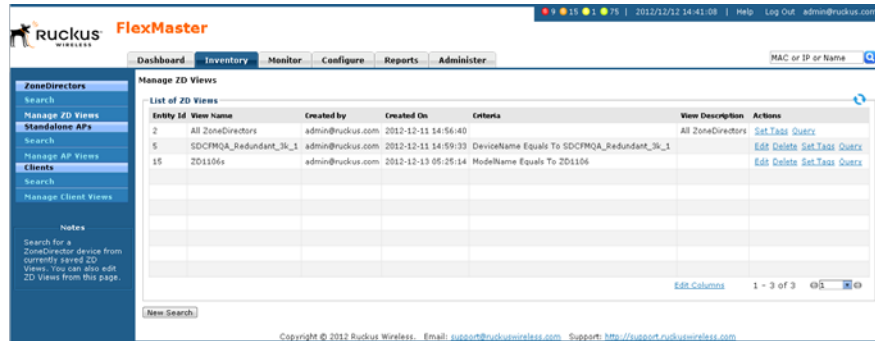 9 15 1 75 | 2012/12/12 14:41:08 | Help Log Out admin@ruckus.com
Ruckus WIRELESS FlexMaster
Dashboard Inventory Monitor Configure Reports Administer MAC or IP or Name
ZoneDirectors
Search
Manage ZD Views
Standalone APs
Search
Manage AP Views
Clients
Search
Manage Client Views
Notes
Search for a
ZoneDirector device from
currently saved ZD
Views. You can also edit
ZD Views from this page.
Manage ZD Views
List of ZD Views
Entity Id View Name Created by Created On Criteria View Description Actions
2 All ZoneDirectors admin@ruckus.com 2012-12-11 14:56:40 All ZoneDirectors Set Tags Query
5 SDCFMQA_Redundant_3k_1 admin@ruckus.com 2012-12-11 14:59:33 DeviceName Equals To SDCFMQA_Redundant_3k_1 Edit Delete Set Tags Query
15 ZD1106s admin@ruckus.com 2012-12-13 05:25:14 ModelName Equals To ZD1106 Edit Delete Set Tags Query
Edit Columns 1 - 3 of 3 1
New Search
Copyright © 2012 Ruckus Wireless. Email: support@ruckuswireless.com Support: http://support.ruckuswireless.com